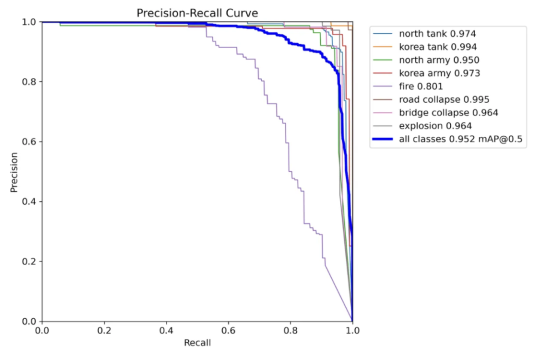 Precision-Recall Curve
1.0
0.8
0.6
0.4
0.2
0.0
Precision
0.0 0.2 0.4 0.6 0.8 1.0
Recall
north tank 0.974
korea tank 0.994
north army 0.950
korea army 0.973
fire 0.801
road collapse 0.995
bridge collapse 0.964
explosion 0.964
all classes 0.952 mAP@0.5